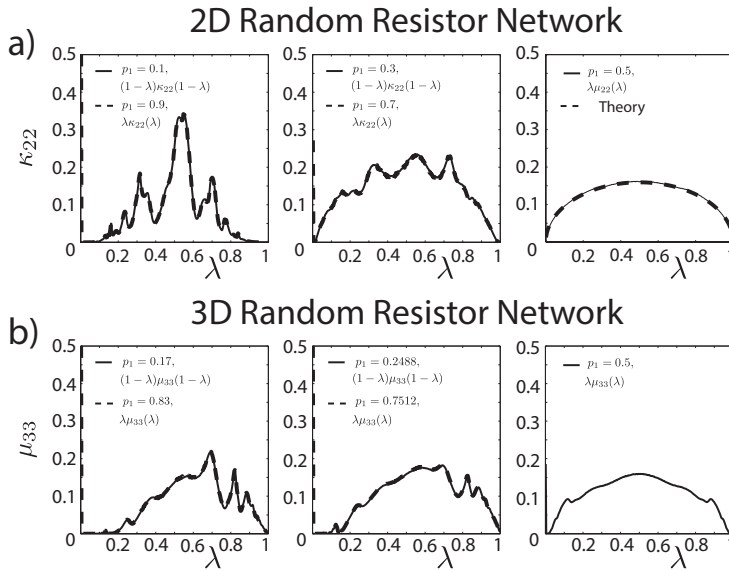 2D Random Resistor Network
a)
κ22
0.5
0.4
0.3
0.2
0.1
0
0.2 0.4 0.6 0.8 1
λ
p1 = 0.1,
(1−λ)κ22(1−λ)
p1 = 0.9,
λκ22(λ)
0.5
0.4
0.3
0.2
0.1
0
0.2 0.4 0.6 0.8 1
λ
p1 = 0.3,
(1−λ)κ22(1−λ)
p1 = 0.7,
λκ22(λ)
0.5
0.4
0.3
0.2
0.1
0
0.2 0.4 0.6 0.8 1
λ
p1 = 0.5,
λμ22(λ)
Theory
3D Random Resistor Network
b)
μ33
0.5
0.4
0.3
0.2
0.1
0
0.2 0.4 0.6 0.8 1
λ
p1 = 0.17,
(1−λ)μ33(1−λ)
p1 = 0.83,
λμ33(λ)
0.5
0.4
0.3
0.2
0.1
0
0.2 0.4 0.6 0.8 1
λ
p1 = 0.2488,
(1−λ)μ33(1−λ)
p1 = 0.7512,
λμ33(λ)
0.5
0.4
0.3
0.2
0.1
0
0.2 0.4 0.6 0.8 1
λ
p1 = 0.5,
λμ33(λ)